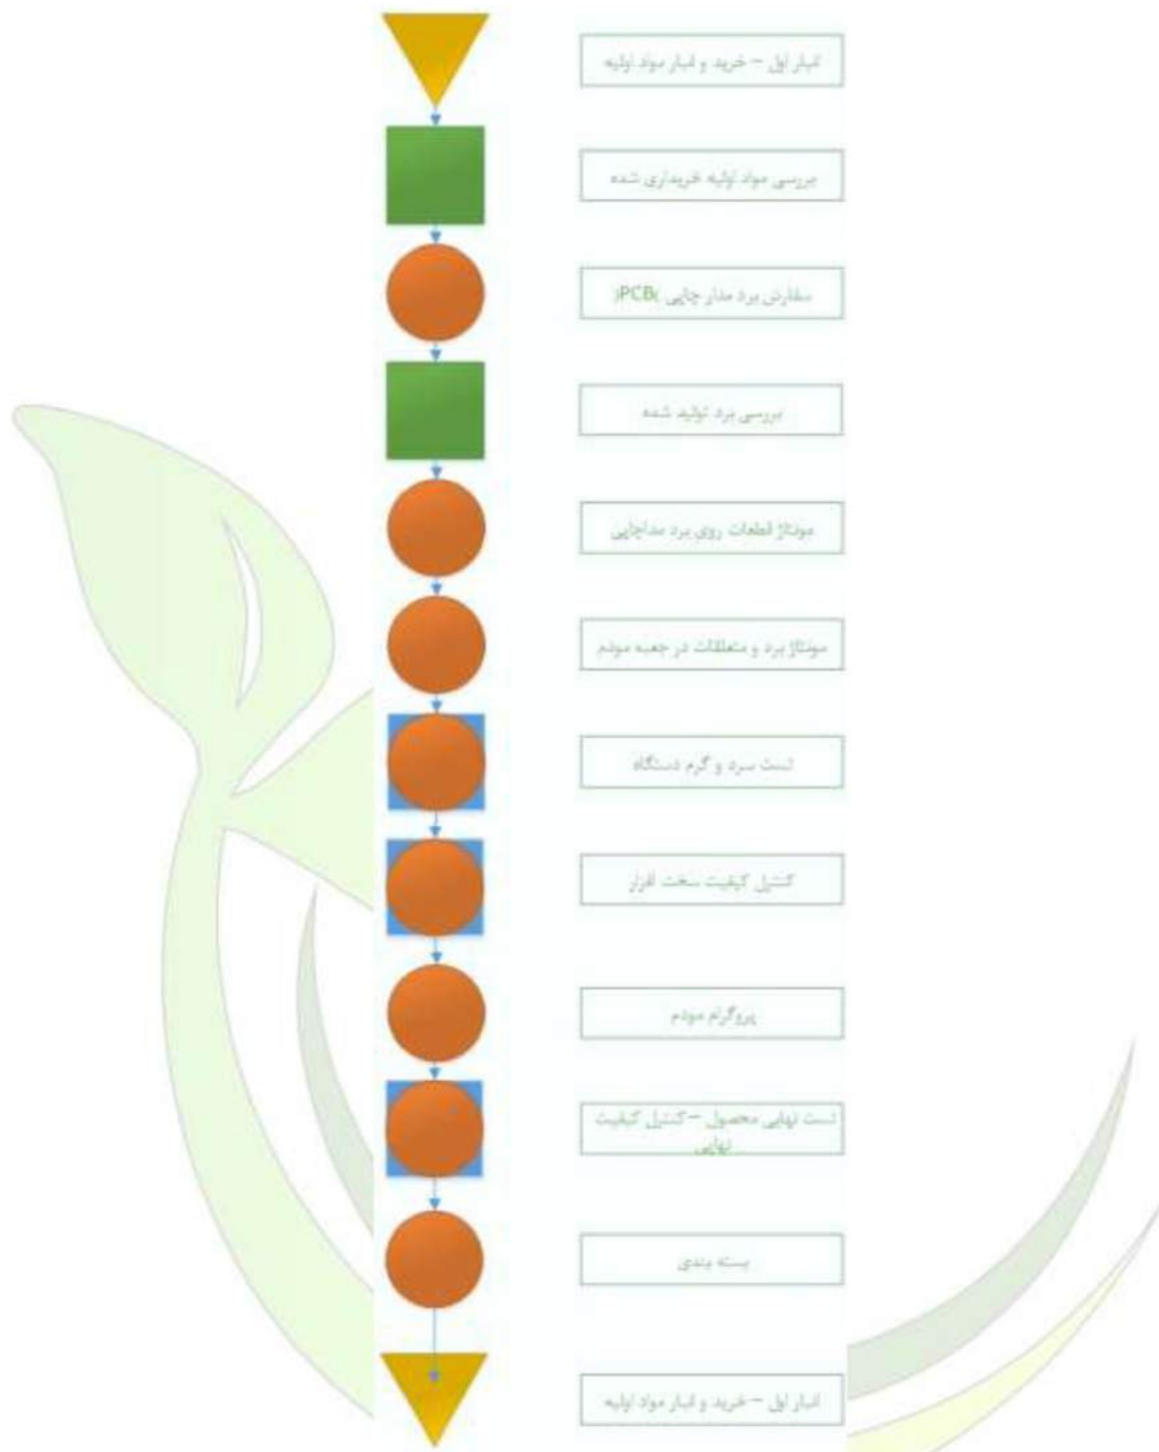 انبار اول – خرید و انبار مواد اولیه
بررسی مواد اولیه خریداری شده
سفارش برد مدار چاپی )PCB(
بررسی برد تولید شده
مونتاژ قطعات روی برد مداچاپی
مونتاژ برد و متعلقات در جعبه مودم
تست سرد و گرم دستگاه
کنترل کیفیت سخت افزار
پروگرام مودم
تست نهایی محصول – کنترل کیفیت
نهایی
بسته بندی
انبار اول – خرید و انبار مواد اولیه